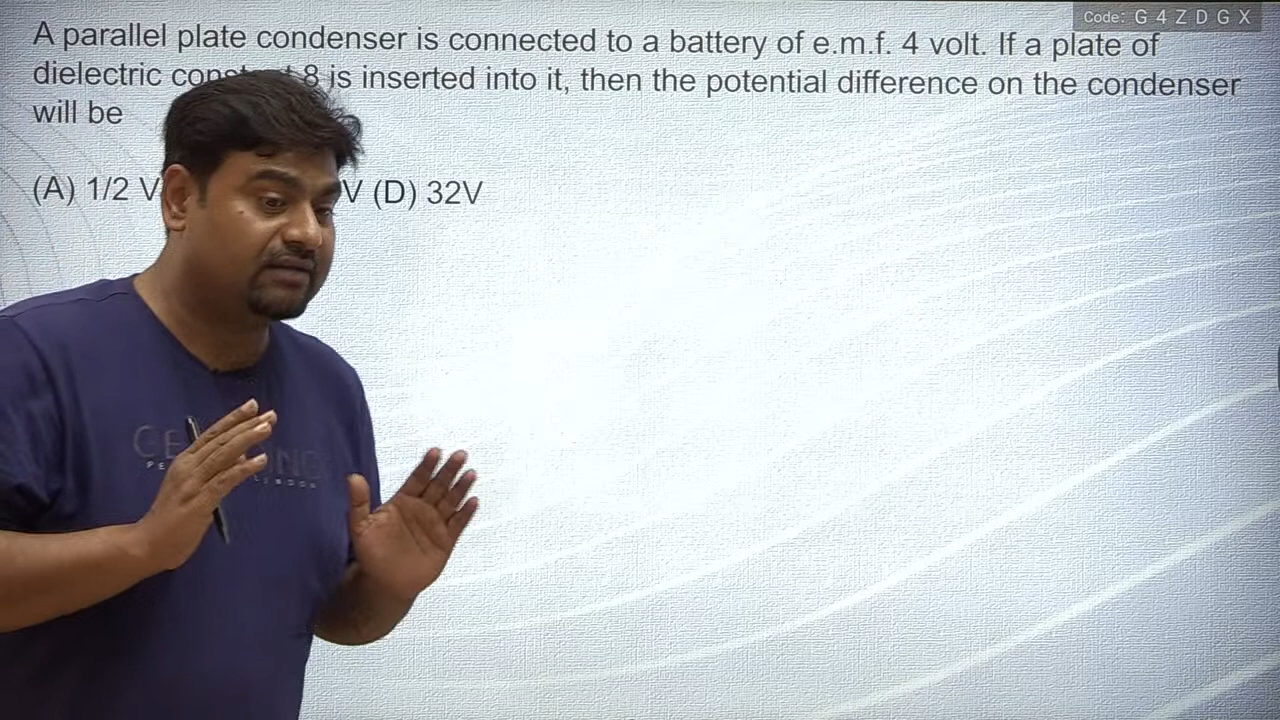 Code: G 4 Z D G X
A parallel plate condenser is connected to a battery of e.m.f. 4 volt. If a plate of
dielectric 8 is inserted into it, then the potential difference on the condenser
will be
(A) 1/2 V V (D) 32V